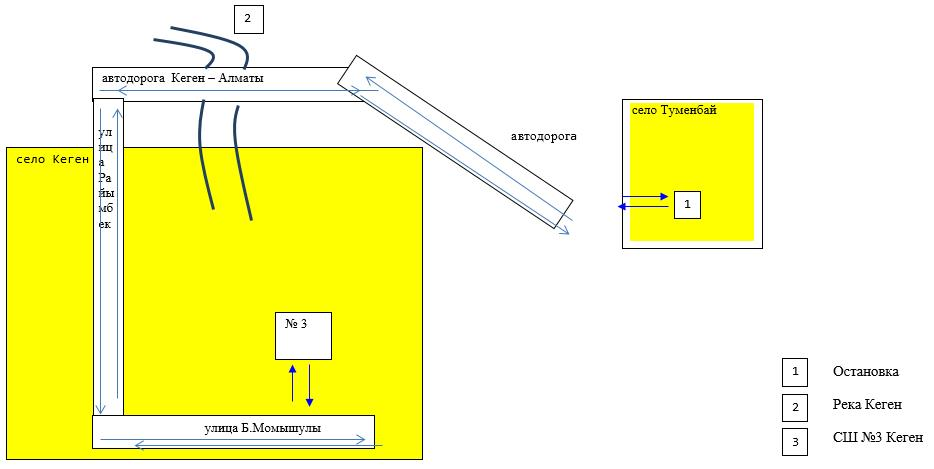 2
автодорога Кеген – Алматы
село Туменбай
автодорога
ул
иц
а
Ра
йы
мб
ек
село Кеген
1
№ 3
улица Б.Момышулы
1 Остановка
2 Река Кеген
3 СШ №3 Кеген